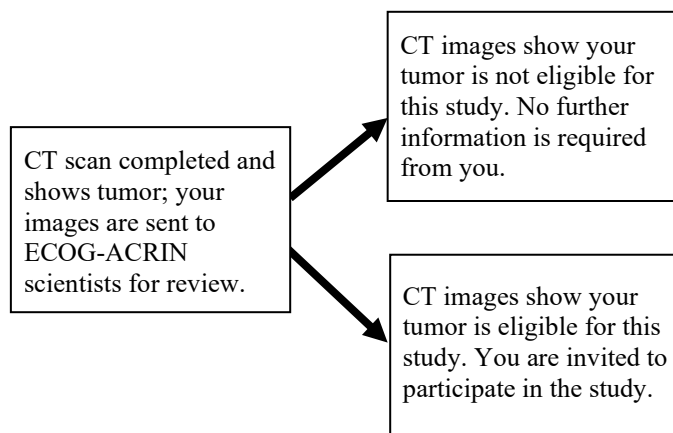 CT scan completed and
shows tumor; your
images are sent to
ECOG-ACRIN
scientists for review.
CT images show your
tumor is not eligible for
this study. No further
information is required
from you.
CT images show your
tumor is eligible for this
study. You are invited to
participate in the study.